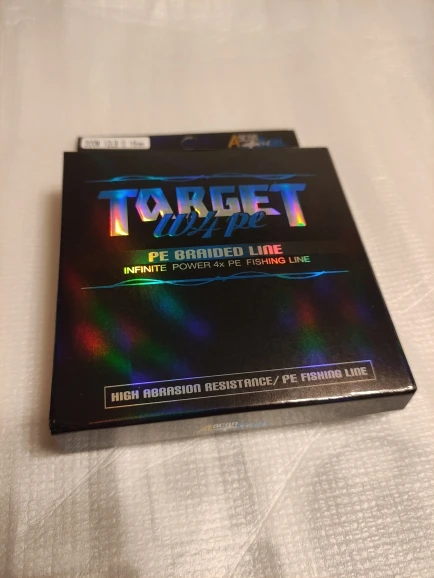 TARGET
W4 pe
PE BRAIDED LINE
INFINITE POWER 4x PE FISHING LINE
HIGH ABRASION RESISTANCE/ PE FISHING LINE